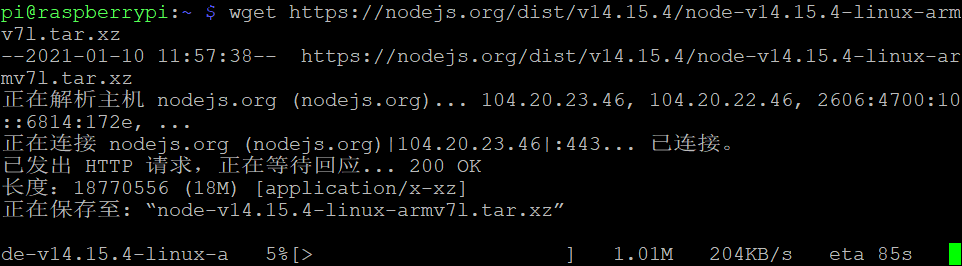 pi@raspberrypi:~ $ wget https://nodejs.org/dist/v14.15.4/node-v14.15.4-linux-arm
v7l.tar.xz
--2021-01-10 11:57:38--  https://nodejs.org/dist/v14.15.4/node-v14.15.4-linux-ar
mv7l.tar.xz
正在解析主机 nodejs.org (nodejs.org)... 104.20.23.46, 104.20.22.46, 2606:4700:10
::6814:172e, ...
正在连接 nodejs.org (nodejs.org)|104.20.23.46|:443... 已连接。
已发出 HTTP 请求，正在等待回应... 200 OK
长度：18770556 (18M) [application/x-xz]
正在保存至: “node-v14.15.4-linux-armv7l.tar.xz”
de-v14.15.4-linux-a   5%[>                    ]   1.01M   204KB/s   eta 85s